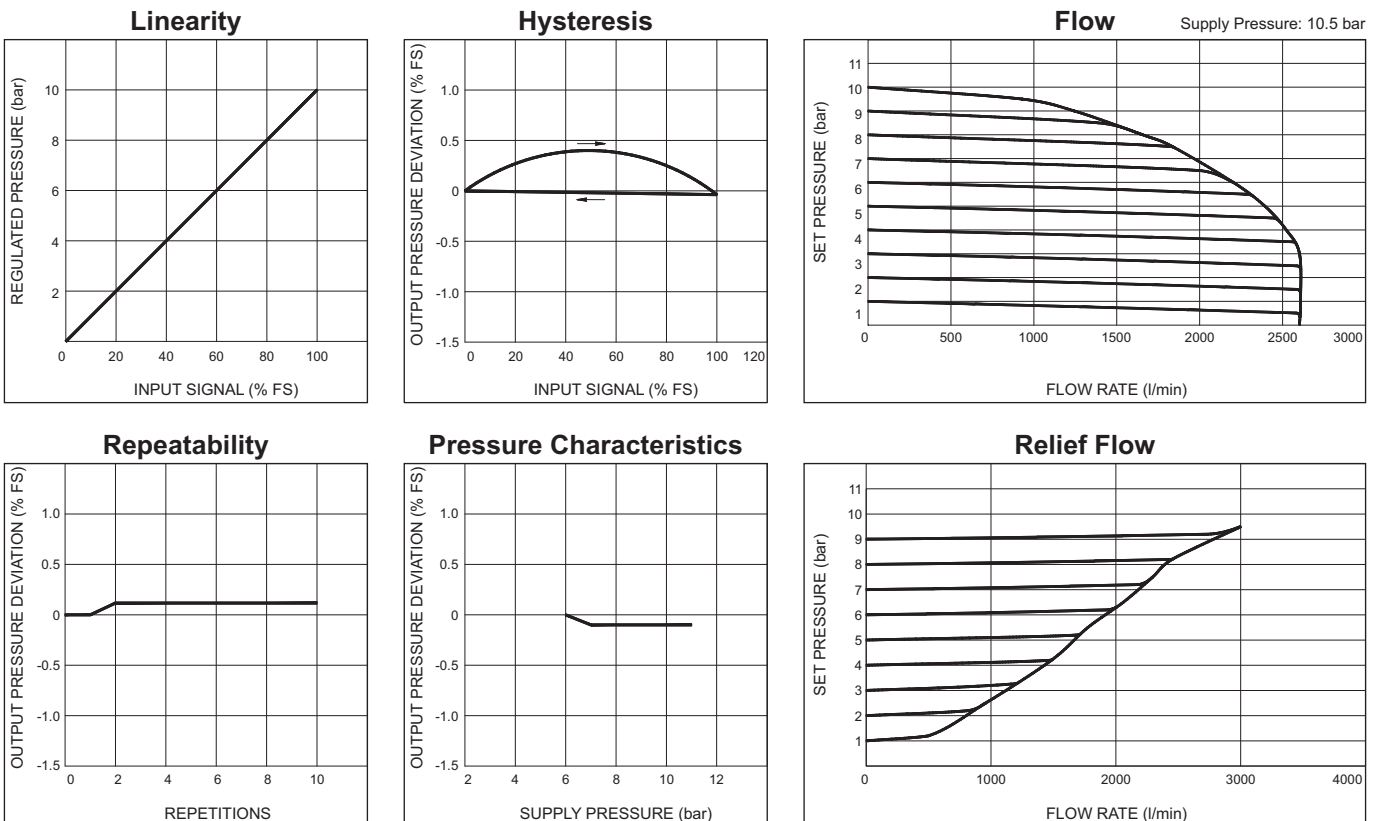 Linearity
REGULATED PRESSURE (bar)
10
8
6
4
2
0 20 40 60 80 100
INPUT SIGNAL (% FS)
Hysteresis
OUTPUT PRESSURE DEVIATION (% FS)
1.0
0.5
0
-0.5
-1.0
-1.5
0 20 40 60 80 100 120
INPUT SIGNAL (% FS)
Flow
Supply Pressure: 10.5 bar
SET PRESSURE (bar)
11
10
9
8
7
6
5
4
3
2
1
0 500 1000 1500 2000 2500 3000
FLOW RATE (l/min)
Repeatability
OUTPUT PRESSURE DEVIATION (% FS)
1.0
0.5
0
-0.5
-1.0
-1.5
0 2 4 6 8 10
REPETITIONS
Pressure Characteristics
OUTPUT PRESSURE DEVIATION (% FS)
1.0
0.5
0
-0.5
-1.0
-1.5
2 4 6 8 10 12
SUPPLY PRESSURE (bar)
Relief Flow
SET PRESSURE (bar)
11
10
9
8
7
6
5
4
3
2
1
0 1000 2000 3000 4000
FLOW RATE (l/min)